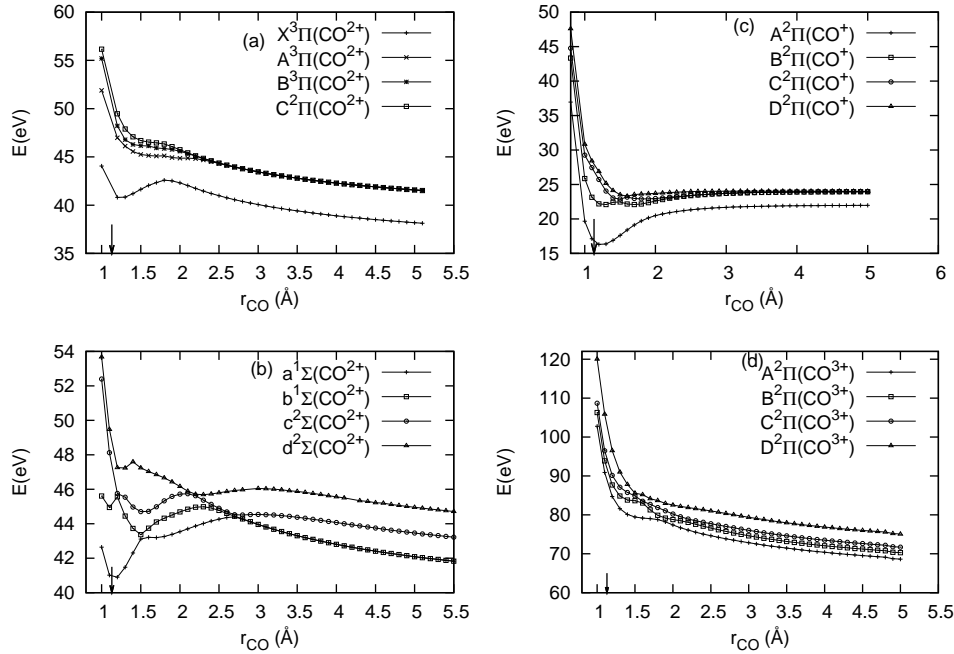 (a)
X³Π(CO²⁺)
A³Π(CO²⁺)
B³Π(CO²⁺)
C²Π(CO²⁺)
E(eV)
60
55
50
45
40
35
1 1.5 2 2.5 3 3.5 4 4.5 5 5.5
r_CO (Å)
(c)
A²Π(CO⁺)
B²Π(CO⁺)
C²Π(CO⁺)
D²Π(CO⁺)
E(eV)
50
45
40
35
30
25
20
15
1 2 3 4 5 6
r_CO (Å)
(b)
a¹Σ(CO²⁺)
b¹Σ(CO²⁺)
c²Σ(CO²⁺)
d²Σ(CO²⁺)
E(eV)
54
52
50
48
46
44
42
40
1 1.5 2 2.5 3 3.5 4 4.5 5 5.5
r_CO (Å)
(d)
A²Π(CO³⁺)
B²Π(CO³⁺)
C²Π(CO³⁺)
D²Π(CO³⁺)
E(eV)
120
110
100
90
80
70
60
1 1.5 2 2.5 3 3.5 4 4.5 5 5.5
r_CO (Å)